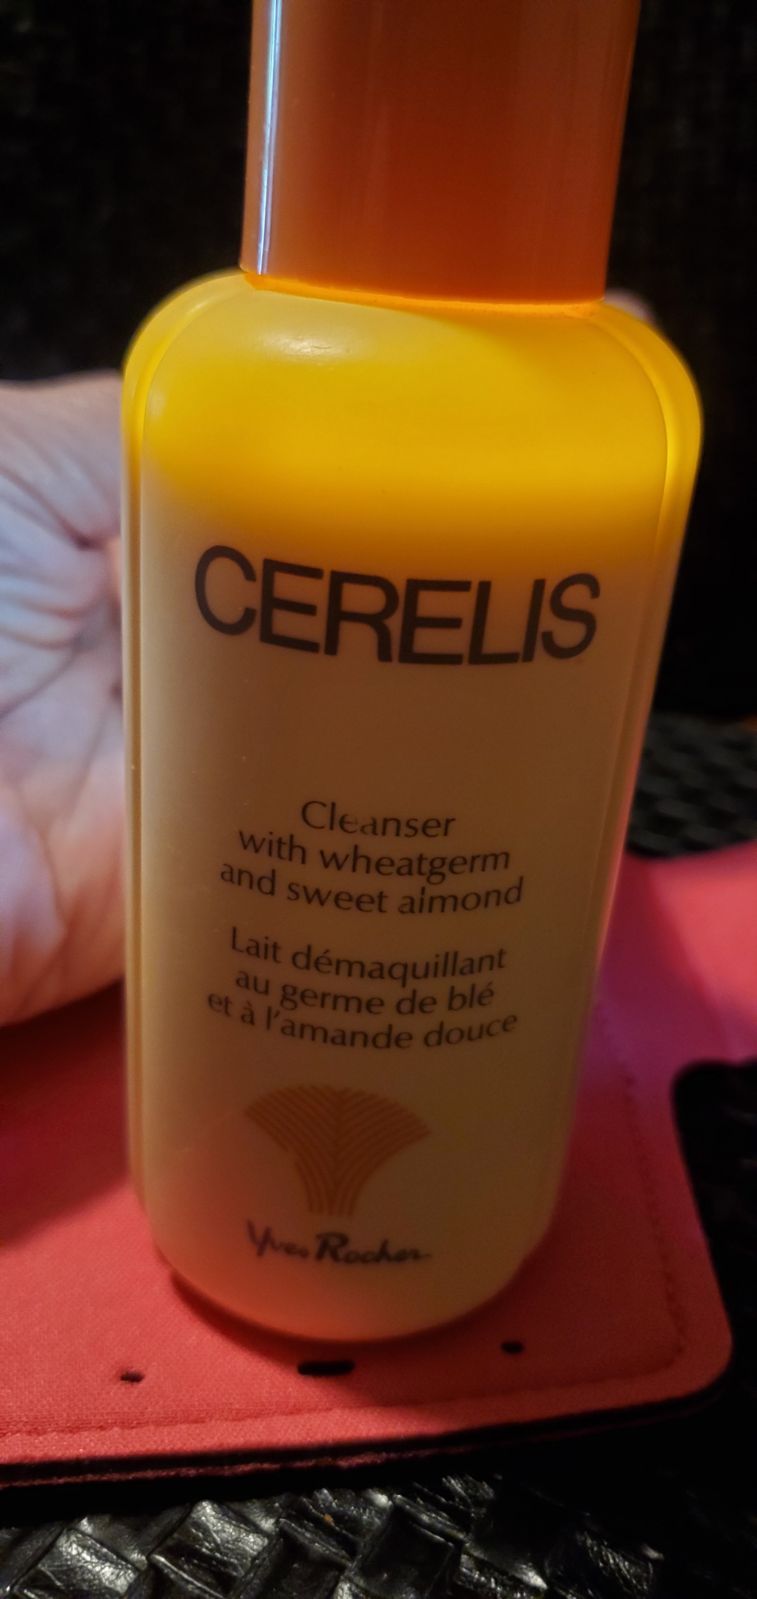 CERELIS
Cleanser
with wheatgerm
and sweet almond
Lait démaquillant
au germe de blé
et à l'amande douce
Yves Rocher